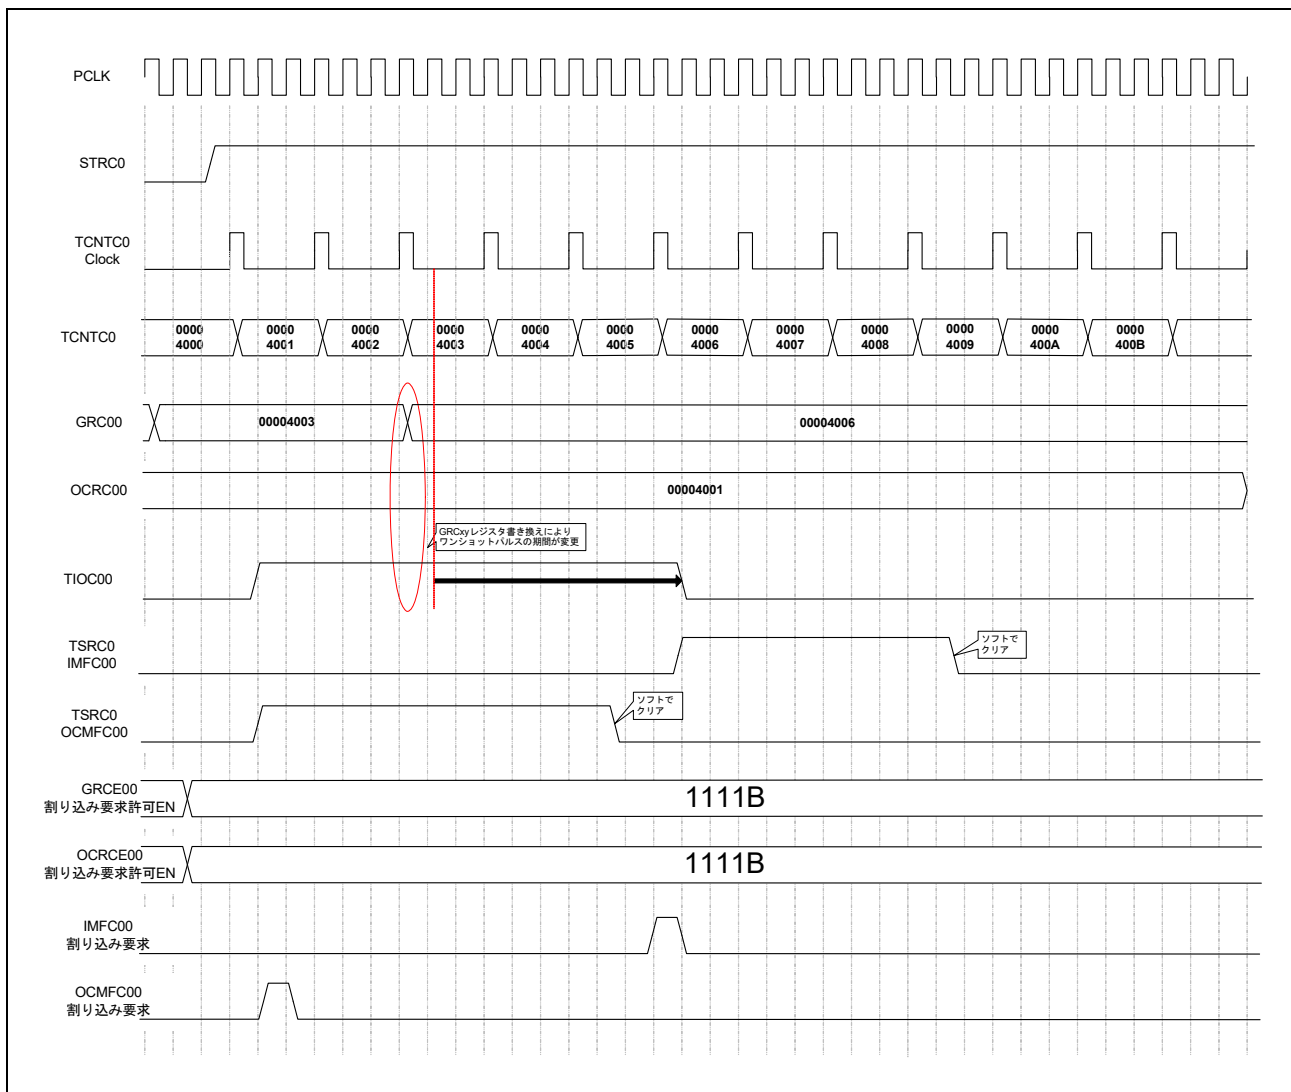 PCLK
STRC0
TCNTC0
Clock
TCNTC0
0000 0000 0000 0000 0000 0000 0000 0000 0000 0000 0000 0000
4000 4001 4002 4003 4004 4005 4006 4007 4008 4009 400A 400B
GRC00
00004003
00004006
OCRC00
00004001
GRCxyレジスタ書き換えにより
ワンショットパルスの期間が変更
TIOC00
TSRC0
IMFC00
ソフトで
クリア
TSRC0
OCMFC00
ソフトで
クリア
GRCE00
割り込み要求許可EN
1111B
OCRCE00
割り込み要求許可EN
1111B
IMFC00
割り込み要求
OCMFC00
割り込み要求